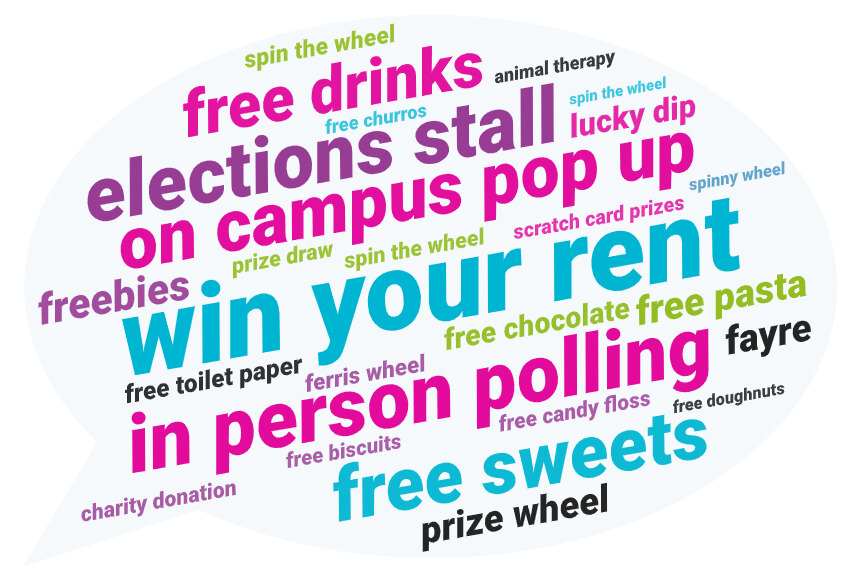 spin the wheel
free drinks
animal therapy
spin the wheel
free churros
lucky dip
elections stall
on campus pop up
spinny wheel
scratch card prizes
prize draw
spin the wheel
freebies
win your rent
free chocolate
free pasta
fayre
free toilet paper
ferris wheel
in person polling
free candy floss
free doughnuts
free biscuits
free sweets
charity donation
prize wheel